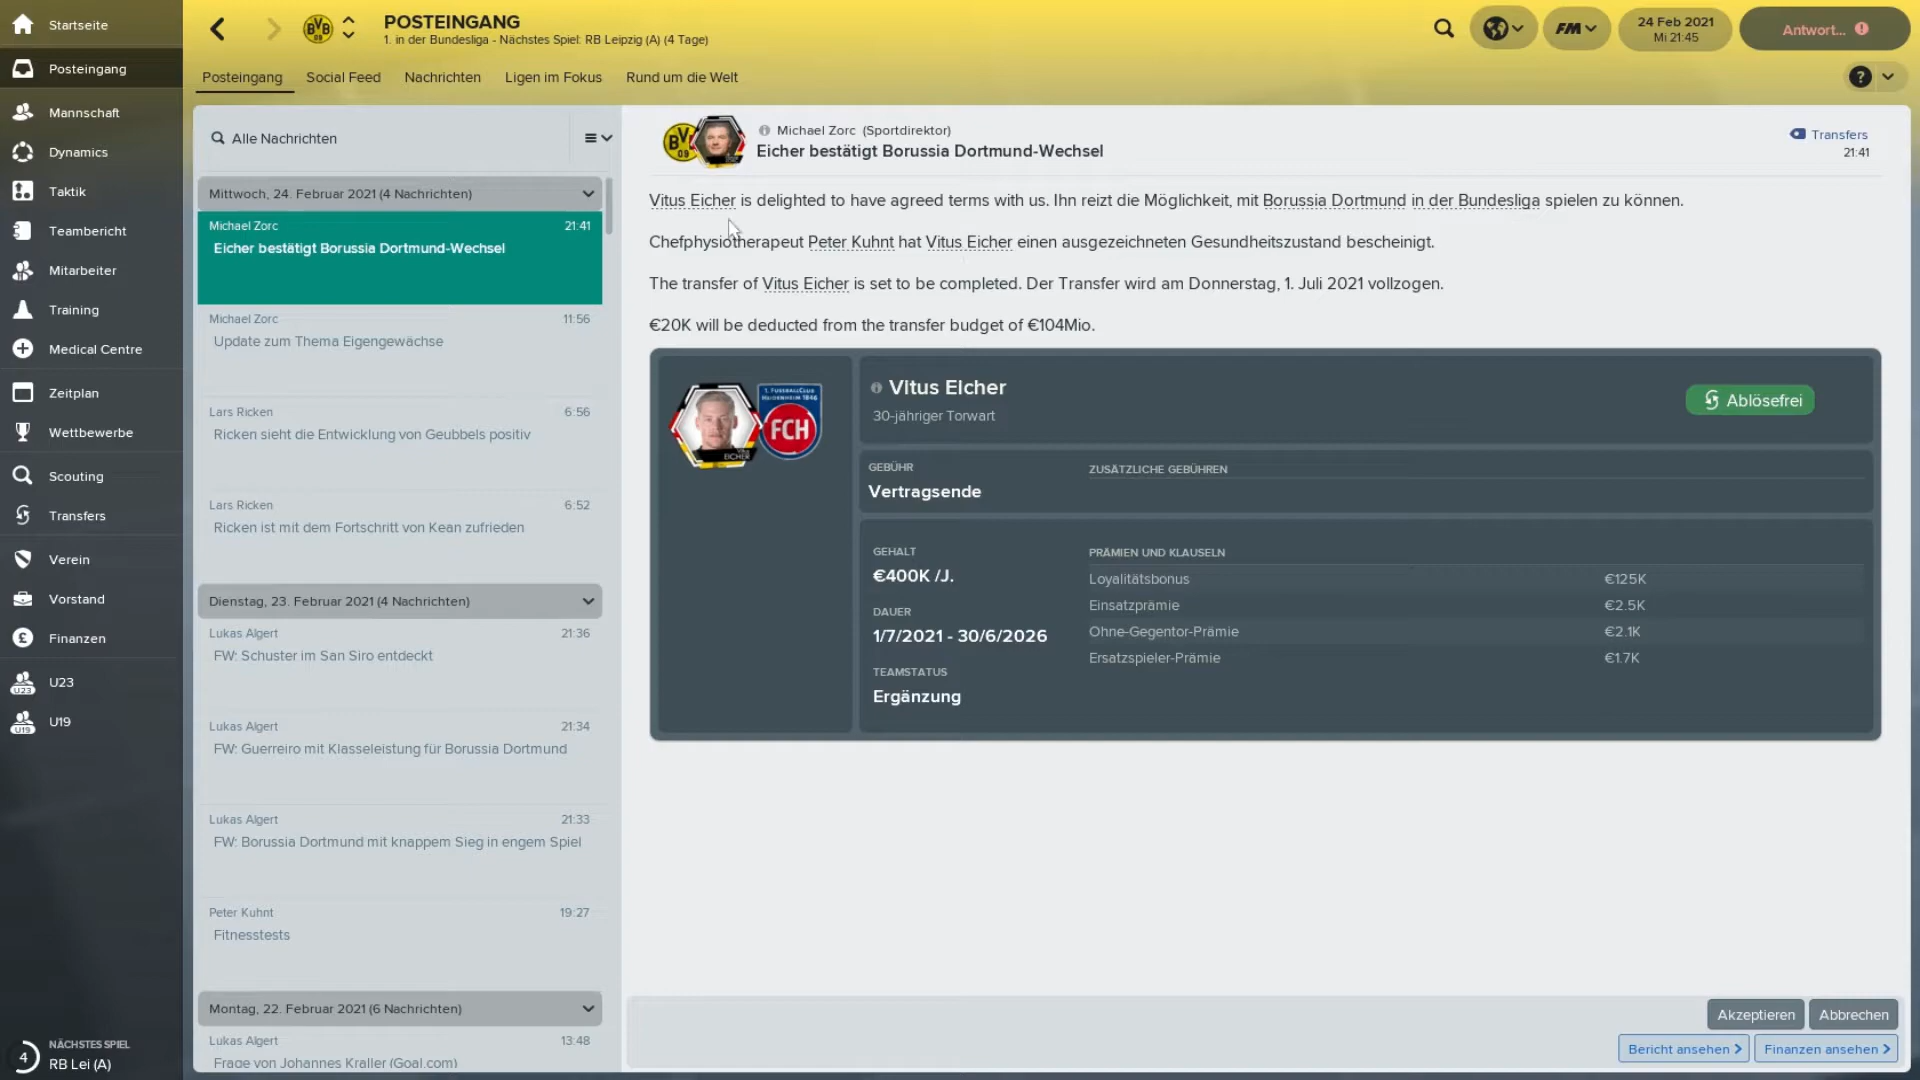 Startseite
Posteingang
Mannschaft
Dynamics
Taktik
Teambericht
Mitarbeiter
Training
Medical Centre
Zeitplan
Wettbewerbe
Scouting
Transfers
Verein
Vorstand
Finanzen
U23
U19
4 NÄCHSTES SPIEL
RB Lei (A)
POSTEINGANG
1. in der Bundesliga - Nächstes Spiel: RB Leipzig (A) (4 Tage)
FM
24 Feb 2021
Mi 21:45
Antwort...
Posteingang Social Feed Nachrichten Ligen im Fokus Rund um die Welt
Alle Nachrichten
Mittwoch, 24. Februar 2021 (4 Nachrichten)
Michael Zorc 21:41
Eicher bestätigt Borussia Dortmund-Wechsel
Michael Zorc 11:56
Update zum Thema Eigengewächse
Lars Ricken 6:56
Ricken sieht die Entwicklung von Geubbels positiv
Lars Ricken 6:52
Ricken ist mit dem Fortschritt von Kean zufrieden
Dienstag, 23. Februar 2021 (4 Nachrichten)
Lukas Algert 21:36
FW: Schuster im San Siro entdeckt
Lukas Algert 21:34
FW: Guerreiro mit Klasseleistung für Borussia Dortmund
Lukas Algert 21:33
FW: Borussia Dortmund mit knappem Sieg in engem Spiel
Peter Kuhnt 19:27
Fitnesstests
Montag, 22. Februar 2021 (6 Nachrichten)
Lukas Algert 13:48
Frage von Johannes Kraller (Goal.com)
BVB 09
Michael Zorc (Sportdirektor)
Eicher bestätigt Borussia Dortmund-Wechsel
Transfers
21:41
Vitus Eicher is delighted to have agreed terms with us. Ihn reizt die Möglichkeit, mit Borussia Dortmund in der Bundesliga spielen zu können.
Chefphysiotherapeut Peter Kuhnt hat Vitus Eicher einen ausgezeichneten Gesundheitszustand bescheinigt.
The transfer of Vitus Eicher is set to be completed. Der Transfer wird am Donnerstag, 1. Juli 2021 vollzogen.
€20K will be deducted from the transfer budget of €104Mio.
EICHER
1. FUSSBALLCLUB
HEIDENHEIM 1846
FCH
Vitus Eicher
30-jähriger Torwart
Ablösefrei
GEBÜHR
Vertragsende
ZUSÄTZLICHE GEBÜHREN
GEHALT
€400K /J.
DAUER
1/7/2021 - 30/6/2026
TEAMSTATUS
Ergänzung
PRÄMIEN UND KLAUSELN
Loyalitätsbonus €125K
Einsatzprämie €2.5K
Ohne-Gegentor-Prämie €2.1K
Ersatzspieler-Prämie €1.7K
Akzeptieren Abbrechen
Bericht ansehen Finanzen ansehen